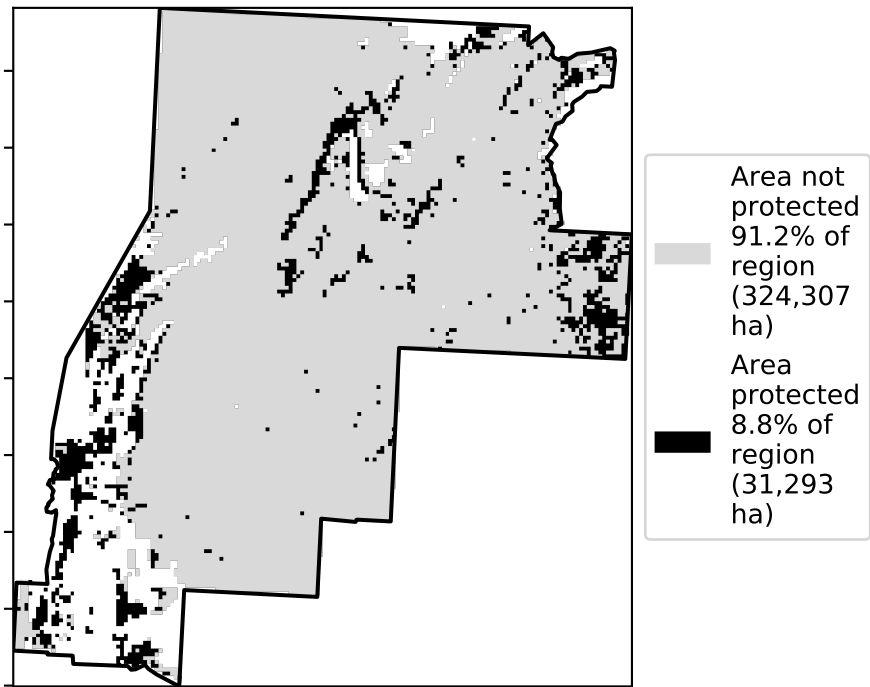 Area not
protected
91.2% of
region
(324,307
ha)
Area
protected
8.8% of
region
(31,293
ha)